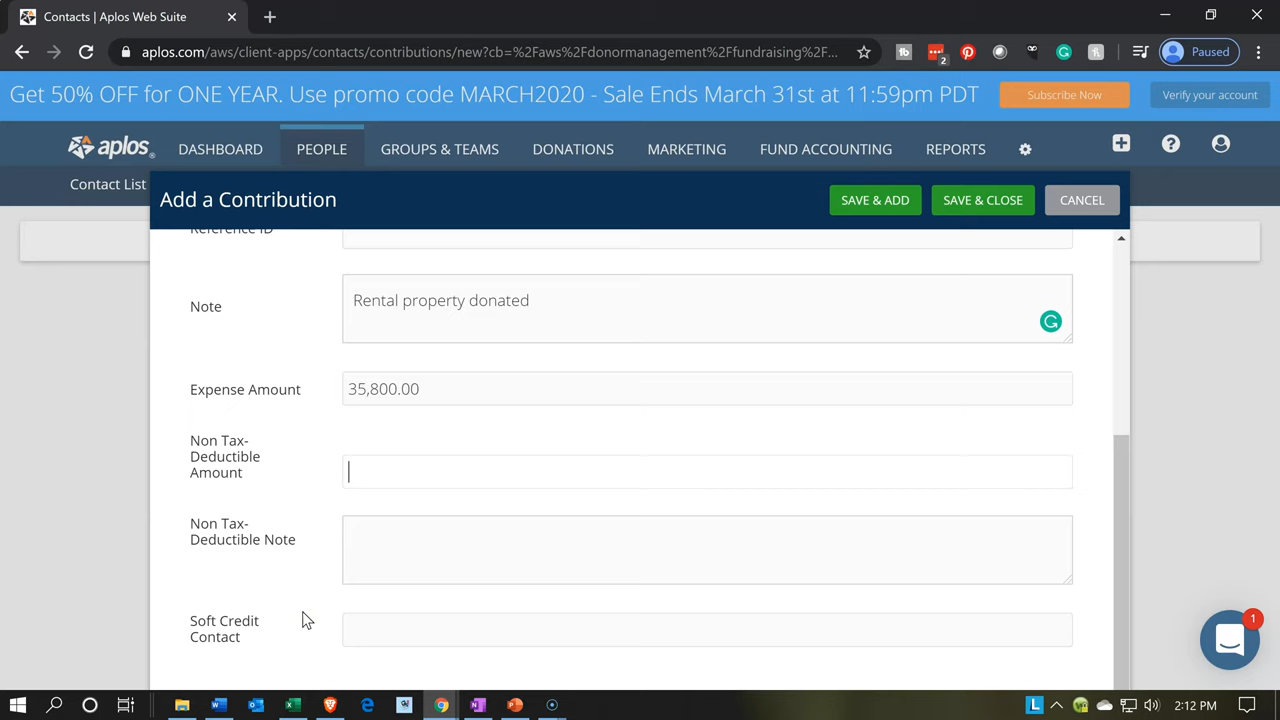 Contacts | Aplos Web Suite
aplos.com/aws/client-apps/contacts/contributions/new?cb=%2Faws%2Fdonormanagement%2Ffundraising%2F...
2
Paused
Get 50% OFF for ONE YEAR. Use promo code MARCH2020 - Sale Ends March 31st at 11:59pm PDT
Subscribe Now
Verify your account
aplos
DASHBOARD
PEOPLE
GROUPS & TEAMS
DONATIONS
MARKETING
FUND ACCOUNTING
REPORTS
Contact List
Add a Contribution
SAVE & ADD
SAVE & CLOSE
CANCEL
Reference ID
Note
Rental property donated
Expense Amount
35,800.00
Non Tax-
Deductible
Amount
Non Tax-
Deductible Note
Soft Credit
Contact
1
2:12 PM